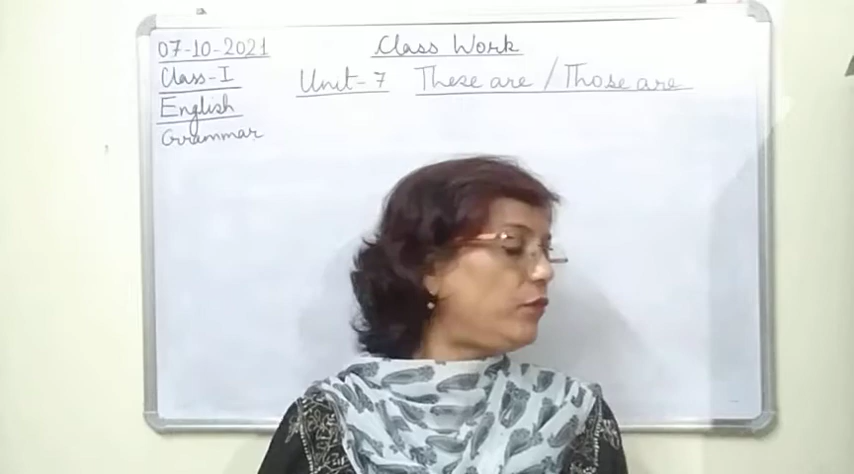 07-10-2021 Class Work
Class-I Unit-7 These are / Those are
English
Grammar